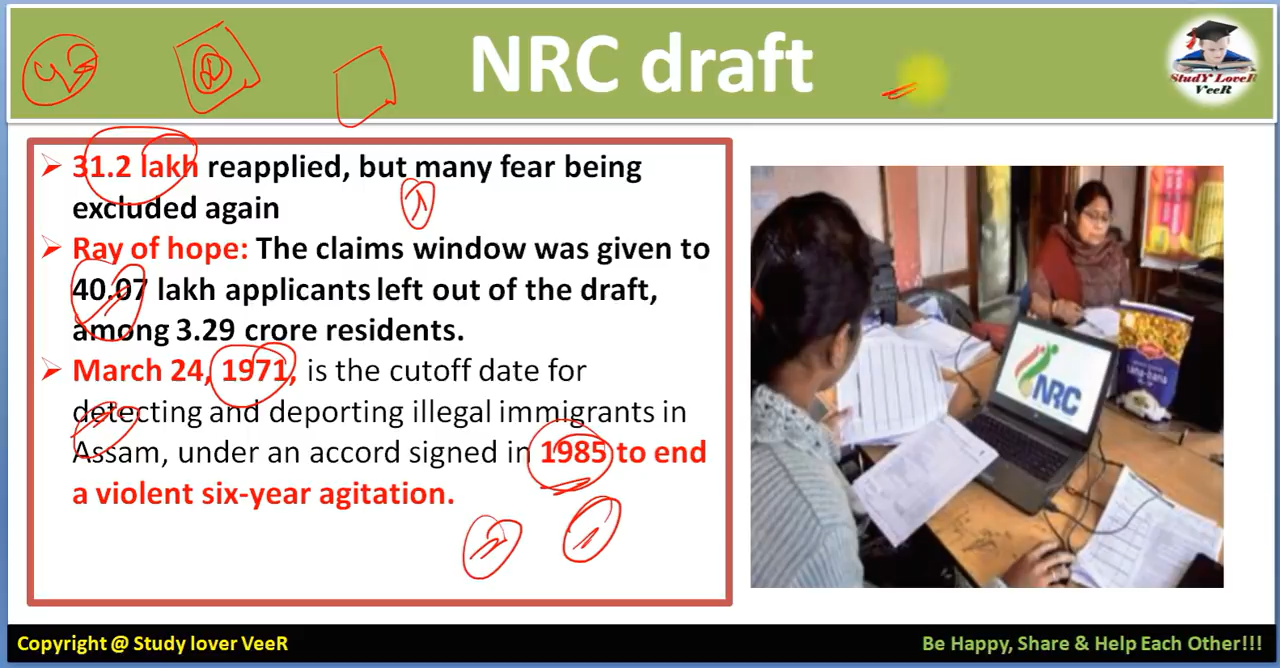 NRC draft
StudY LoveR
VeeR
31.2 lakh reapplied, but many fear being
excluded again
Ray of hope: The claims window was given to
40.07 lakh applicants left out of the draft,
among 3.29 crore residents.
March 24, 1971, is the cutoff date for
detecting and deporting illegal immigrants in
Assam, under an accord signed in 1985 to end
a violent six-year agitation.
NRC
Copyright @ Study lover VeeR
Be Happy, Share & Help Each Other!!!